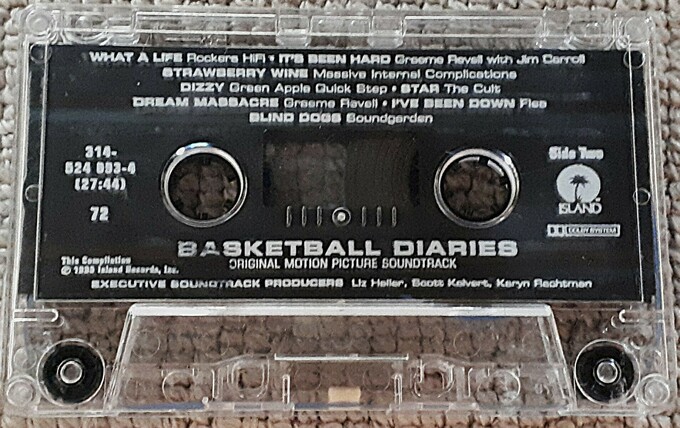 WHAT A LIFE Rockers HiFi • IT'S BEEN HARD Graeme Revell with Jim Carroll
STRAWBERRY WINE Massive Internal Complications
DIZZY Green Apple Quick Step • STAR The Cult
DREAM MASSACRE Graeme Revell • I'VE BEEN DOWN Flea
BLIND DOGS Soundgarden
314-
524 093-4
(27:44)
72
Side Two
ISLAND
DOLBY SYSTEM
BASKETBALL DIARIES
ORIGINAL MOTION PICTURE SOUNDTRACK
This Compilation
© 1995 Island Records, Inc.
EXECUTIVE SOUNDTRACK PRODUCERS Liz Heller, Scott Kalvert, Karyn Rachtman